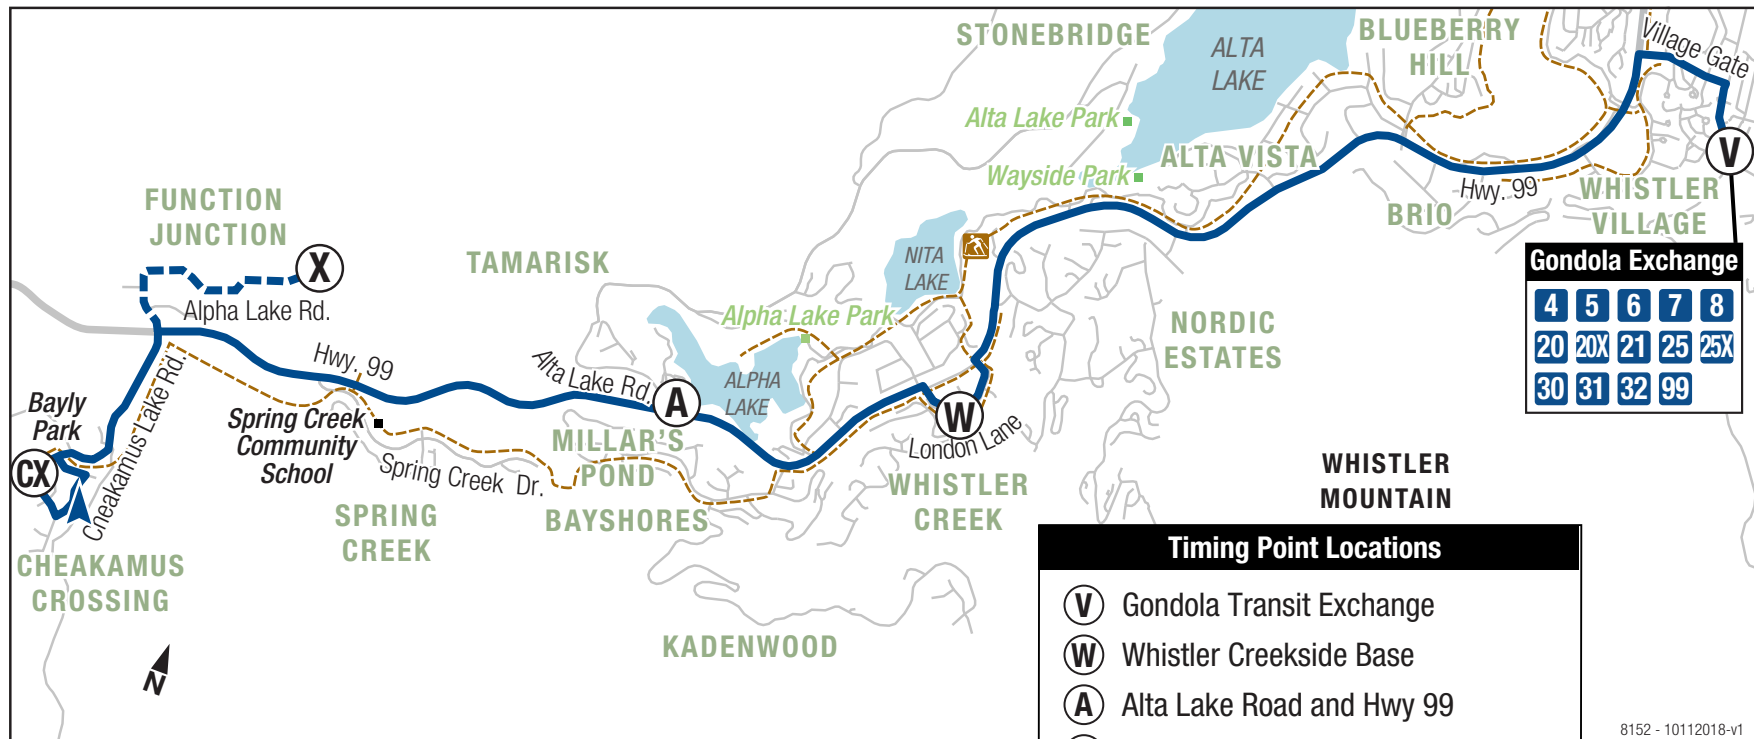 STONEBRIDGE
ALTA
LAKE
BLUEBERRY
HILL
Village Gate
Alta Lake Park
ALTA VISTA
Wayside Park
V
Hwy. 99
WHISTLER
VILLAGE
BRIO
FUNCTION
JUNCTION
X
TAMARISK
NITA
LAKE
Gondola Exchange
4 5 6 7 8
20 20X 21 25 25X
30 31 32 99
Alpha Lake Rd.
Alpha Lake Park
NORDIC
ESTATES
Hwy. 99
Alta Lake Rd.
A
ALPHA
LAKE
Bayly
Park
Cheakamus Lake Rd.
Spring Creek
Community
School
MILLAR'S
POND
W
London Lane
CX
Spring Creek Dr.
WHISTLER
CREEK
WHISTLER
MOUNTAIN
SPRING
CREEK
BAYSHORES
CHEAKAMUS
CROSSING
KADENWOOD
N
Timing Point Locations
V Gondola Transit Exchange
W Whistler Creekside Base
A Alta Lake Road and Hwy 99
8152 - 10112018-v1